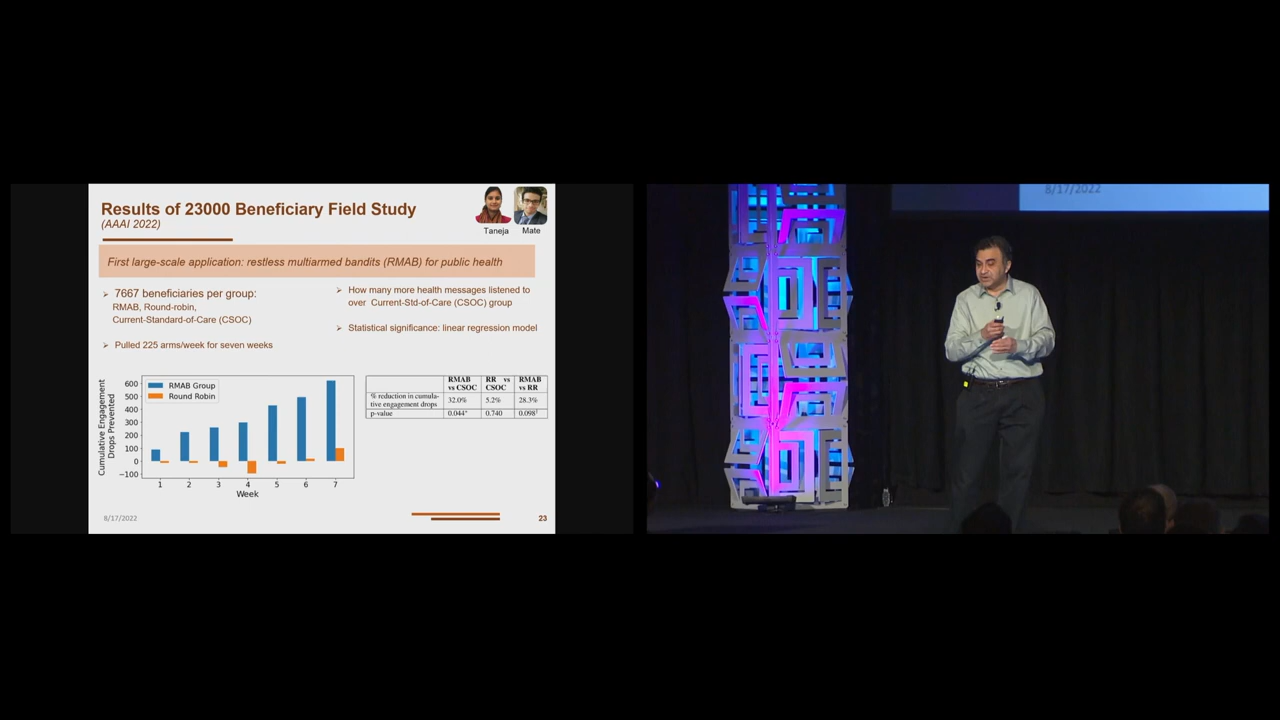 Results of 23000 Beneficiary Field Study
(AAAI 2022)
Taneja
Mate
First large-scale application: restless multiarmed bandits (RMAB) for public health
➢ 7667 beneficiaries per group:
RMAB, Round-robin,
Current-Standard-of-Care (CSOC)
➢ Pulled 225 arms/week for seven weeks
➢ How many more health messages listened to
over Current-Std-of-Care (CSOC) group
➢ Statistical significance: linear regression model
Cumulative Engagement
Drops Prevented
600
500
400
300
200
100
0
−100
RMAB Group
Round Robin
1 2 3 4 5 6 7
Week
RMAB vs CSOC RR vs CSOC RMAB vs RR
% reduction in cumula-
tive engagement drops 32.0% 5.2% 28.3%
p-value 0.044* 0.740 0.098†
8/17/2022
23
8/17/2022